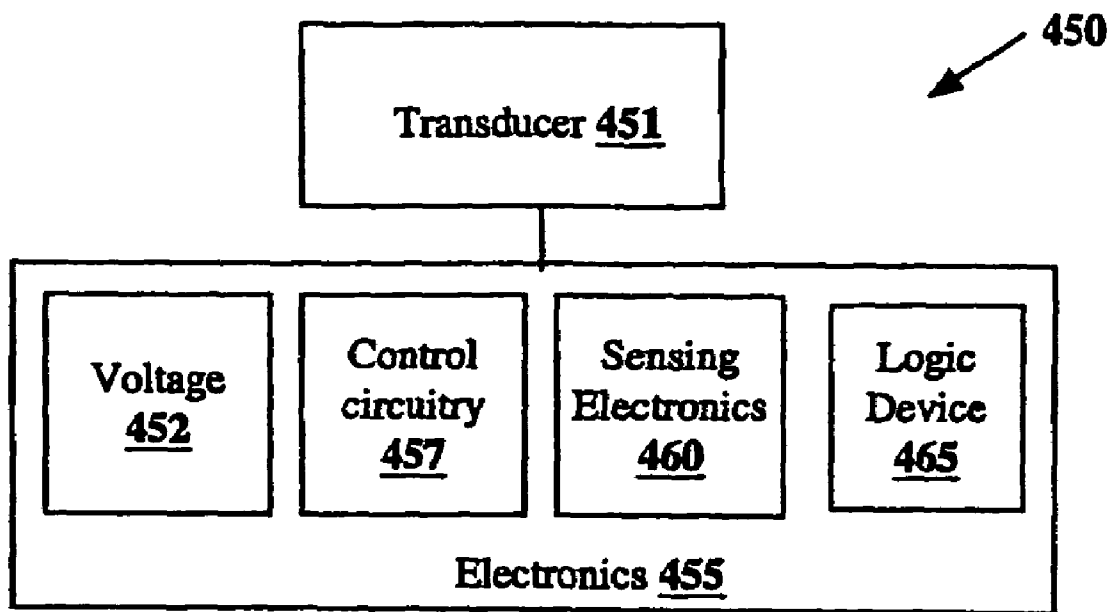 450
Transducer 451
Voltage
452
Control
circuitry
457
Sensing
Electronics
460
Logic
Device
465
Electronics 455